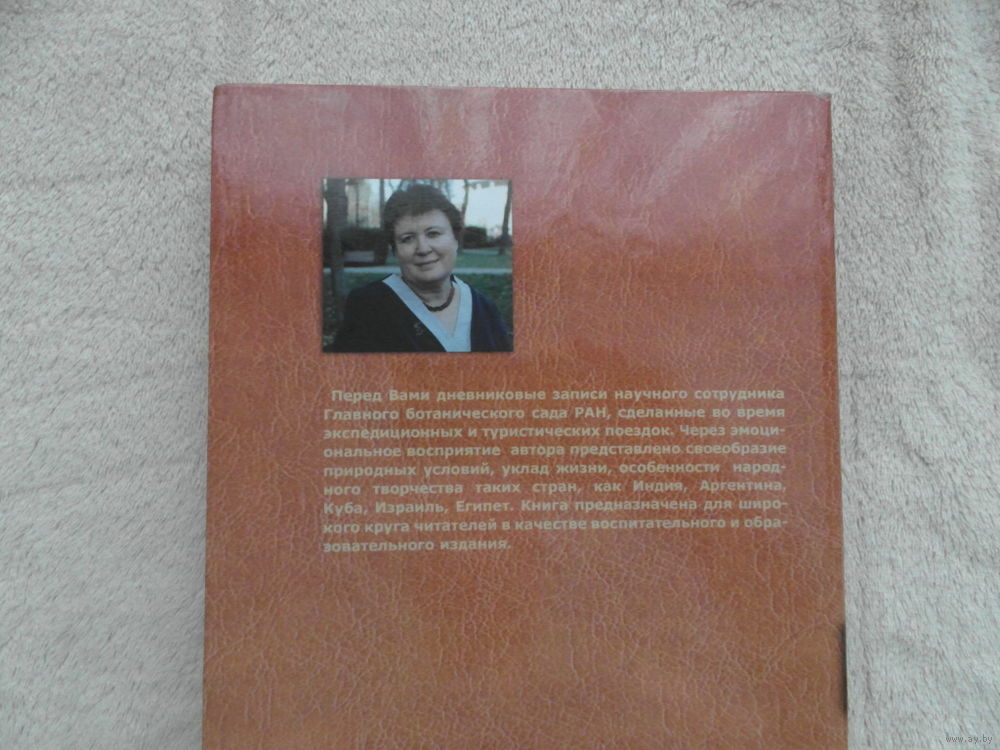 Перед Вами дневниковые записи научного сотрудника
Главного ботанического сада РАН, сделанные во время
экспедиционных и туристических поездок. Через эмоци-
ональное восприятие автора представлено своеобразие
природных условий, уклад жизни, особенности народ-
ного творчества таких стран, как Индия, Аргентина,
Куба, Израиль, Египет. Книга предназначена для широ-
кого круга читателей в качестве воспитательного и обра-
зовательного издания.
www.ay.by